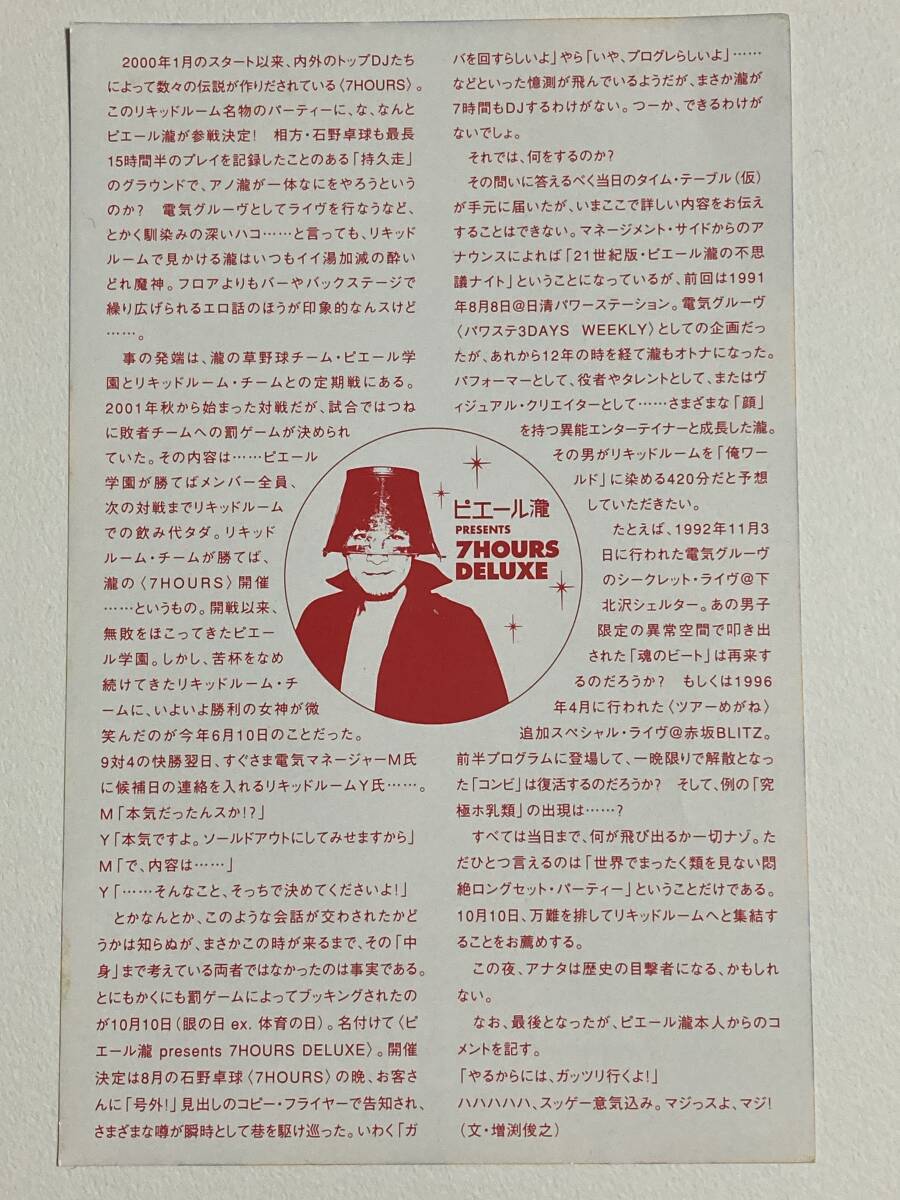 2000年1月のスタート以来、内外のトップDJたち
によって数々の伝説が作りだされている〈7HOURS〉。
このリキッドルーム名物のパーティーに、な、なんと
ピエール瀧が参戦決定! 相方・石野卓球も最長
15時間半のプレイを記録したことのある「持久走」
のグラウンドで、アノ瀧が一体なにをやろうという
のか? 電気グルーヴとしてライヴを行なうなど、
とかく馴染みの深いハコ……と言っても、リキッド
ルームで見かける瀧はいつもイイ湯加減の酔い
どれ魔神。フロアよりもバーやバックステージで
繰り広げられるエロ話のほうが印象的なんスけど
……。
事の発端は、瀧の草野球チーム・ピエール学
園とリキッドルーム・チームとの定期戦にある。
2001年秋から始まった対戦だが、試合ではつね
に敗者チームへの罰ゲームが決められ
ていた。その内容は……ピエール
学園が勝てばメンバー全員、
次の対戦までリキッドルーム
での飲み代タダ。リキッド
ルーム・チームが勝てば、
瀧の〈7HOURS〉開催
……というもの。開戦以来、
無敗をほこってきたピエー
ル学園。しかし、苦杯をなめ
続けてきたリキッドルーム・チ
ームに、いよいよ勝利の女神が微
笑んだのが今年6月10日のことだった。
9対4の快勝翌日、すぐさま電気マネージャーM氏
に候補日の連絡を入れるリキッドルームY氏……。
M「本気だったんスか!?」
Y「本気ですよ。ソールドアウトにしてみせますから」
M「で、内容は……」
Y「……そんなこと、そっちで決めてくださいよ!」
とかなんとか、このような会話が交わされたかど
うかは知らぬが、まさかこの時が来るまで、その「中
身」まで考えている両者ではなかったのは事実である。
とにもかくにも罰ゲームによってブッキングされたの
が10月10日(眼の日 ex. 体育の日)。名付けて〈ピ
エール瀧 presents 7HOURS DELUXE〉。開催
決定は8月の石野卓球〈7HOURS〉の晩、お客さ
んに「号外!」見出しのコピー・フライヤーで告知され、
さまざまな噂が瞬時として巷を駆け巡った。いわく「ガ
バを回すらしいよ」やら「いや、プログレらしいよ」……
などといった憶測が飛んでいるようだが、まさか瀧が
7時間もDJするわけがない。つーか、できるわけが
ないでしょ。
それでは、何をするのか?
その問いに答えるべく当日のタイム・テーブル(仮)
が手元に届いたが、いまここで詳しい内容をお伝え
することはできない。マネージメント・サイドからのア
ナウンスによれば「21世紀版・ピエール瀧の不思
議ナイト」ということになっているが、前回は1991
年8月8日@日清パワーステーション。電気グルーヴ
〈パワステ3DAYS WEEKLY〉としての企画だっ
たが、あれから12年の時を経て瀧もオトナになった。
パフォーマーとして、役者やタレントとして、またはヴ
ィジュアル・クリエイターとして……さまざまな「顔」
を持つ異能エンターテイナーと成長した瀧。
その男がリキッドルームを「俺ワー
ルド」に染める420分だと予想
していただきたい。
たとえば、1992年11月3
日に行われた電気グルーヴ
のシークレット・ライヴ@下
北沢シェルター。あの男子
限定の異常空間で叩き出
された「魂のビート」は再来す
るのだろうか? もしくは1996
年4月に行われた〈ツアーめがね〉
追加スペシャル・ライヴ@赤坂BLITZ。
前半プログラムに登場して、一晩限りで解散となっ
た「コンビ」は復活するのだろうか? そして、例の「究
極ホ乳類」の出現は……?
すべては当日まで、何が飛び出るか一切ナゾ。た
だひとつ言えるのは「世界でまったく類を見ない悶
絶ロングセット・パーティー」ということだけである。
10月10日、万難を排してリキッドルームへと集結す
ることをお薦めする。
この夜、アナタは歴史の目撃者になる、かもしれ
ない。
なお、最後となったが、ピエール瀧本人からのコ
メントを記す。
「やるからには、ガッツリ行くよ!」
ハハハハハ、スッゲー意気込み。マジっスよ、マジ!
(文・増渕俊之)
ピエール瀧
PRESENTS
7HOURS
DELUXE